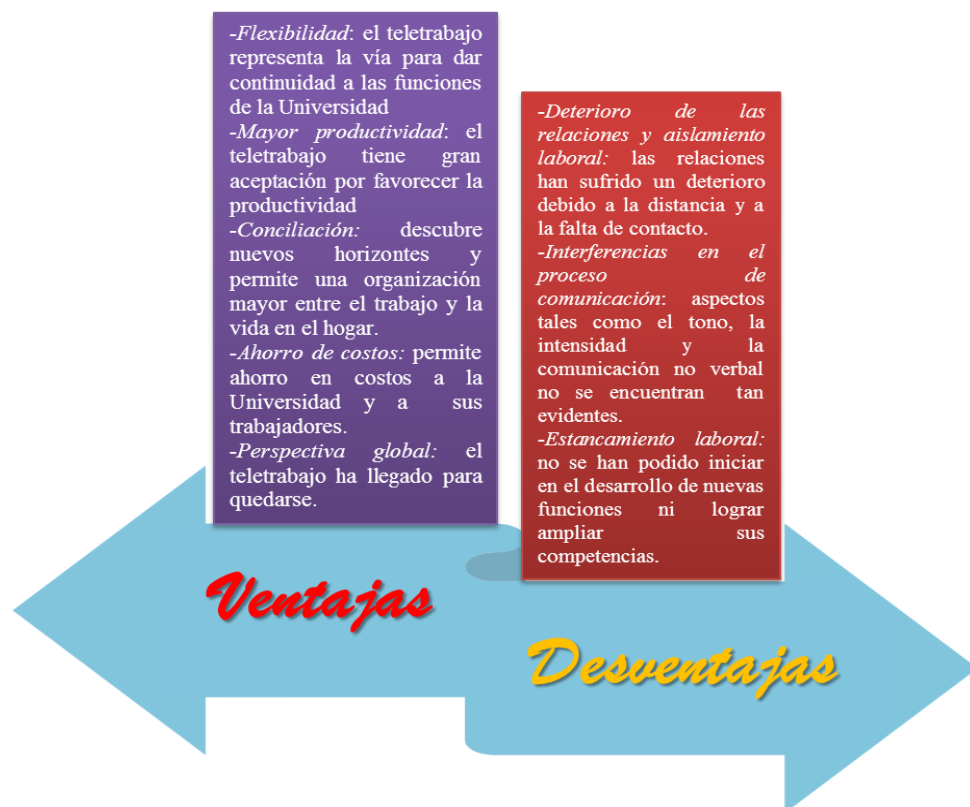 -Flexibilidad: el teletrabajo
representa la vía para dar
continuidad a las funciones
de la Universidad
-Mayor productividad: el
teletrabajo tiene gran
aceptación por favorecer la
productividad
-Conciliación: descubre
nuevos horizontes y
permite una organización
mayor entre el trabajo y la
vida en el hogar.
-Ahorro de costos: permite
ahorro en costos a la
Universidad y a sus
trabajadores.
-Perspectiva global: el
teletrabajo ha llegado para
quedarse.
-Deterioro de las
relaciones y aislamiento
laboral: las relaciones
han sufrido un deterioro
debido a la distancia y a
la falta de contacto.
-Interferencias en el
proceso de
comunicación: aspectos
tales como el tono, la
intensidad y la
comunicación no verbal
no se encuentran tan
evidentes.
-Estancamiento laboral:
no se han podido iniciar
en el desarrollo de nuevas
funciones ni lograr
ampliar sus
competencias.
Ventajas
Desventajas